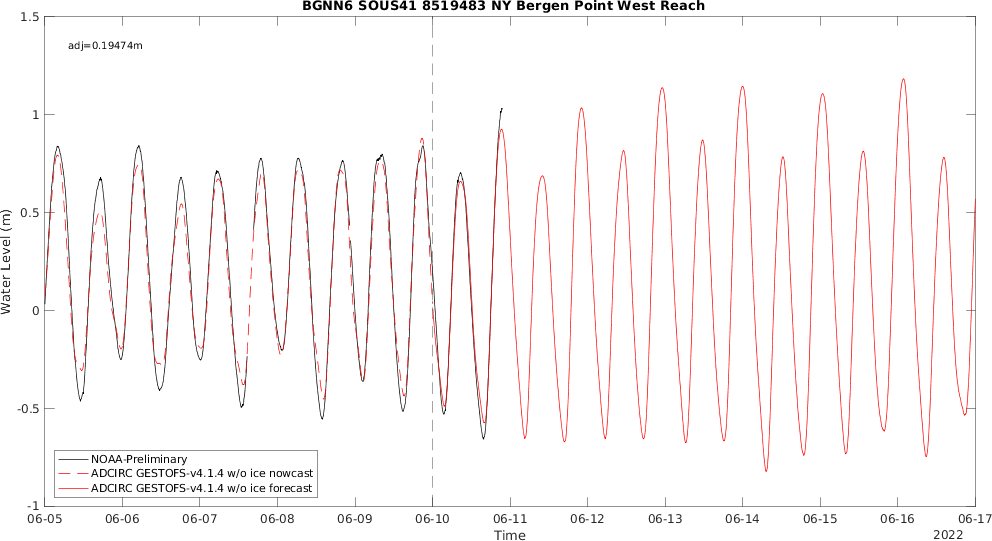 BGNN6 SOUS41 8519483 NY Bergen Point West Reach
adj=0.19474m
1.5
1
0.5
0
-0.5
-1
Water Level (m)
NOAA-Preliminary
ADCIRC GESTOFS-v4.1.4 w/o ice nowcast
ADCIRC GESTOFS-v4.1.4 w/o ice forecast
06-05 06-06 06-07 06-08 06-09 06-10 06-11 06-12 06-13 06-14 06-15 06-16 06-17
Time
2022